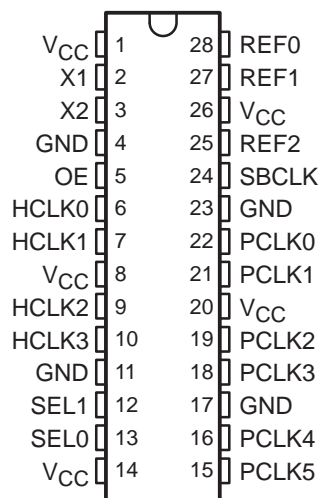 VCC 1 28 REF0
X1 2 27 REF1
X2 3 26 VCC
GND 4 25 REF2
OE 5 24 SBCLK
HCLK0 6 23 GND
HCLK1 7 22 PCLK0
VCC 8 21 PCLK1
HCLK2 9 20 VCC
HCLK3 10 19 PCLK2
GND 11 18 PCLK3
SEL1 12 17 GND
SEL0 13 16 PCLK4
VCC 14 15 PCLK5